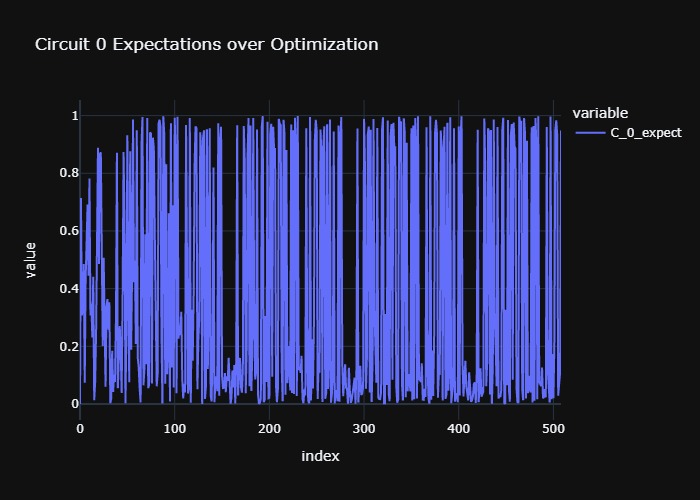 Circuit 0 Expectations over Optimization
variable
C_0_expect
value
1
0.8
0.6
0.4
0.2
0
0
100
200
300
400
500
index